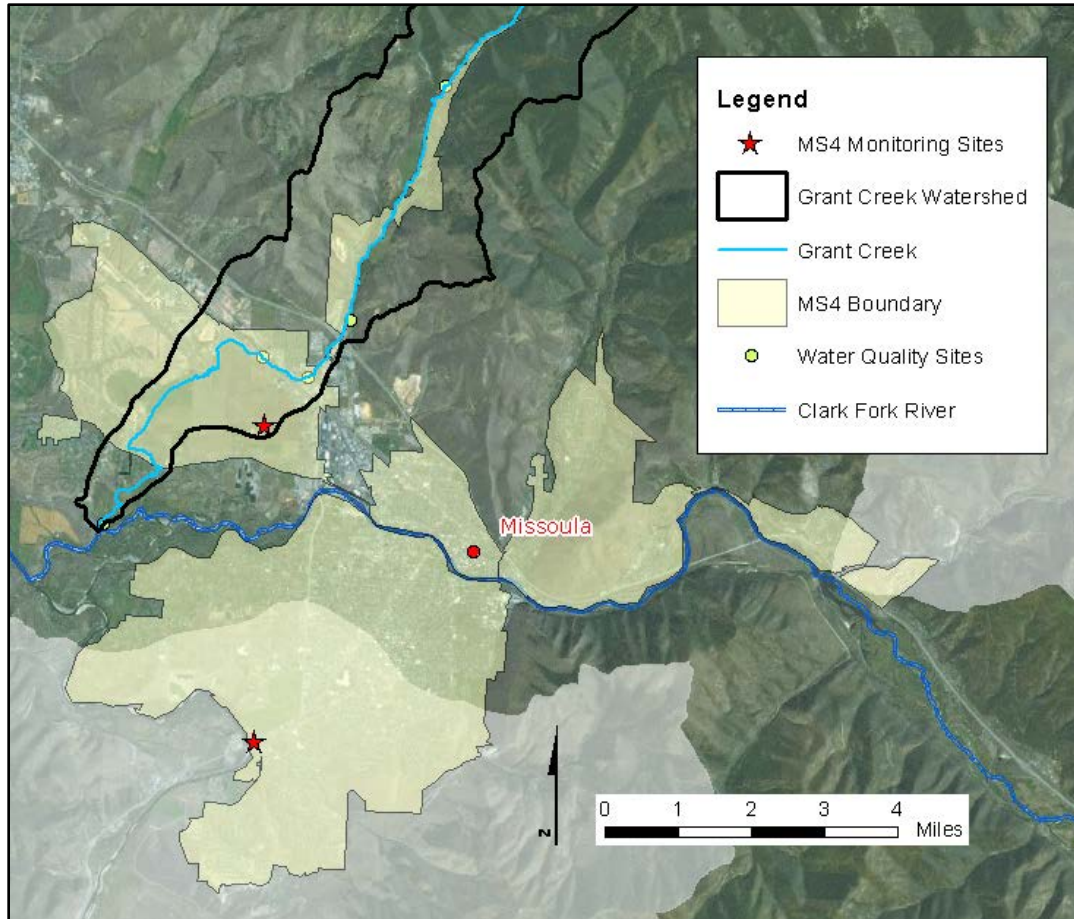 Legend
MS4 Monitoring Sites
Grant Creek Watershed
Grant Creek
MS4 Boundary
Water Quality Sites
Clark Fork River
Missoula
N
0 1 2 3 4
Miles